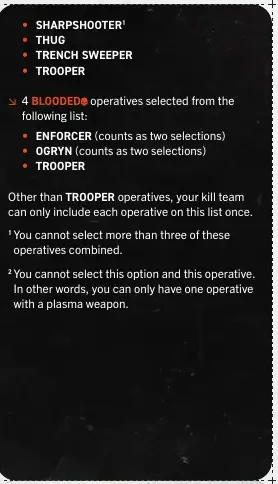 • SHARPSHOOTER¹
• THUG
• TRENCH SWEEPER
• TROOPER
↘ 4 BLOODED operatives selected from the
following list:
• ENFORCER (counts as two selections)
• OGRYN (counts as two selections)
• TROOPER
Other than TROOPER operatives, your kill team
can only include each operative on this list once.
¹ You cannot select more than three of these
operatives combined.
² You cannot select this option and this operative.
In other words, you can only have one operative
with a plasma weapon.